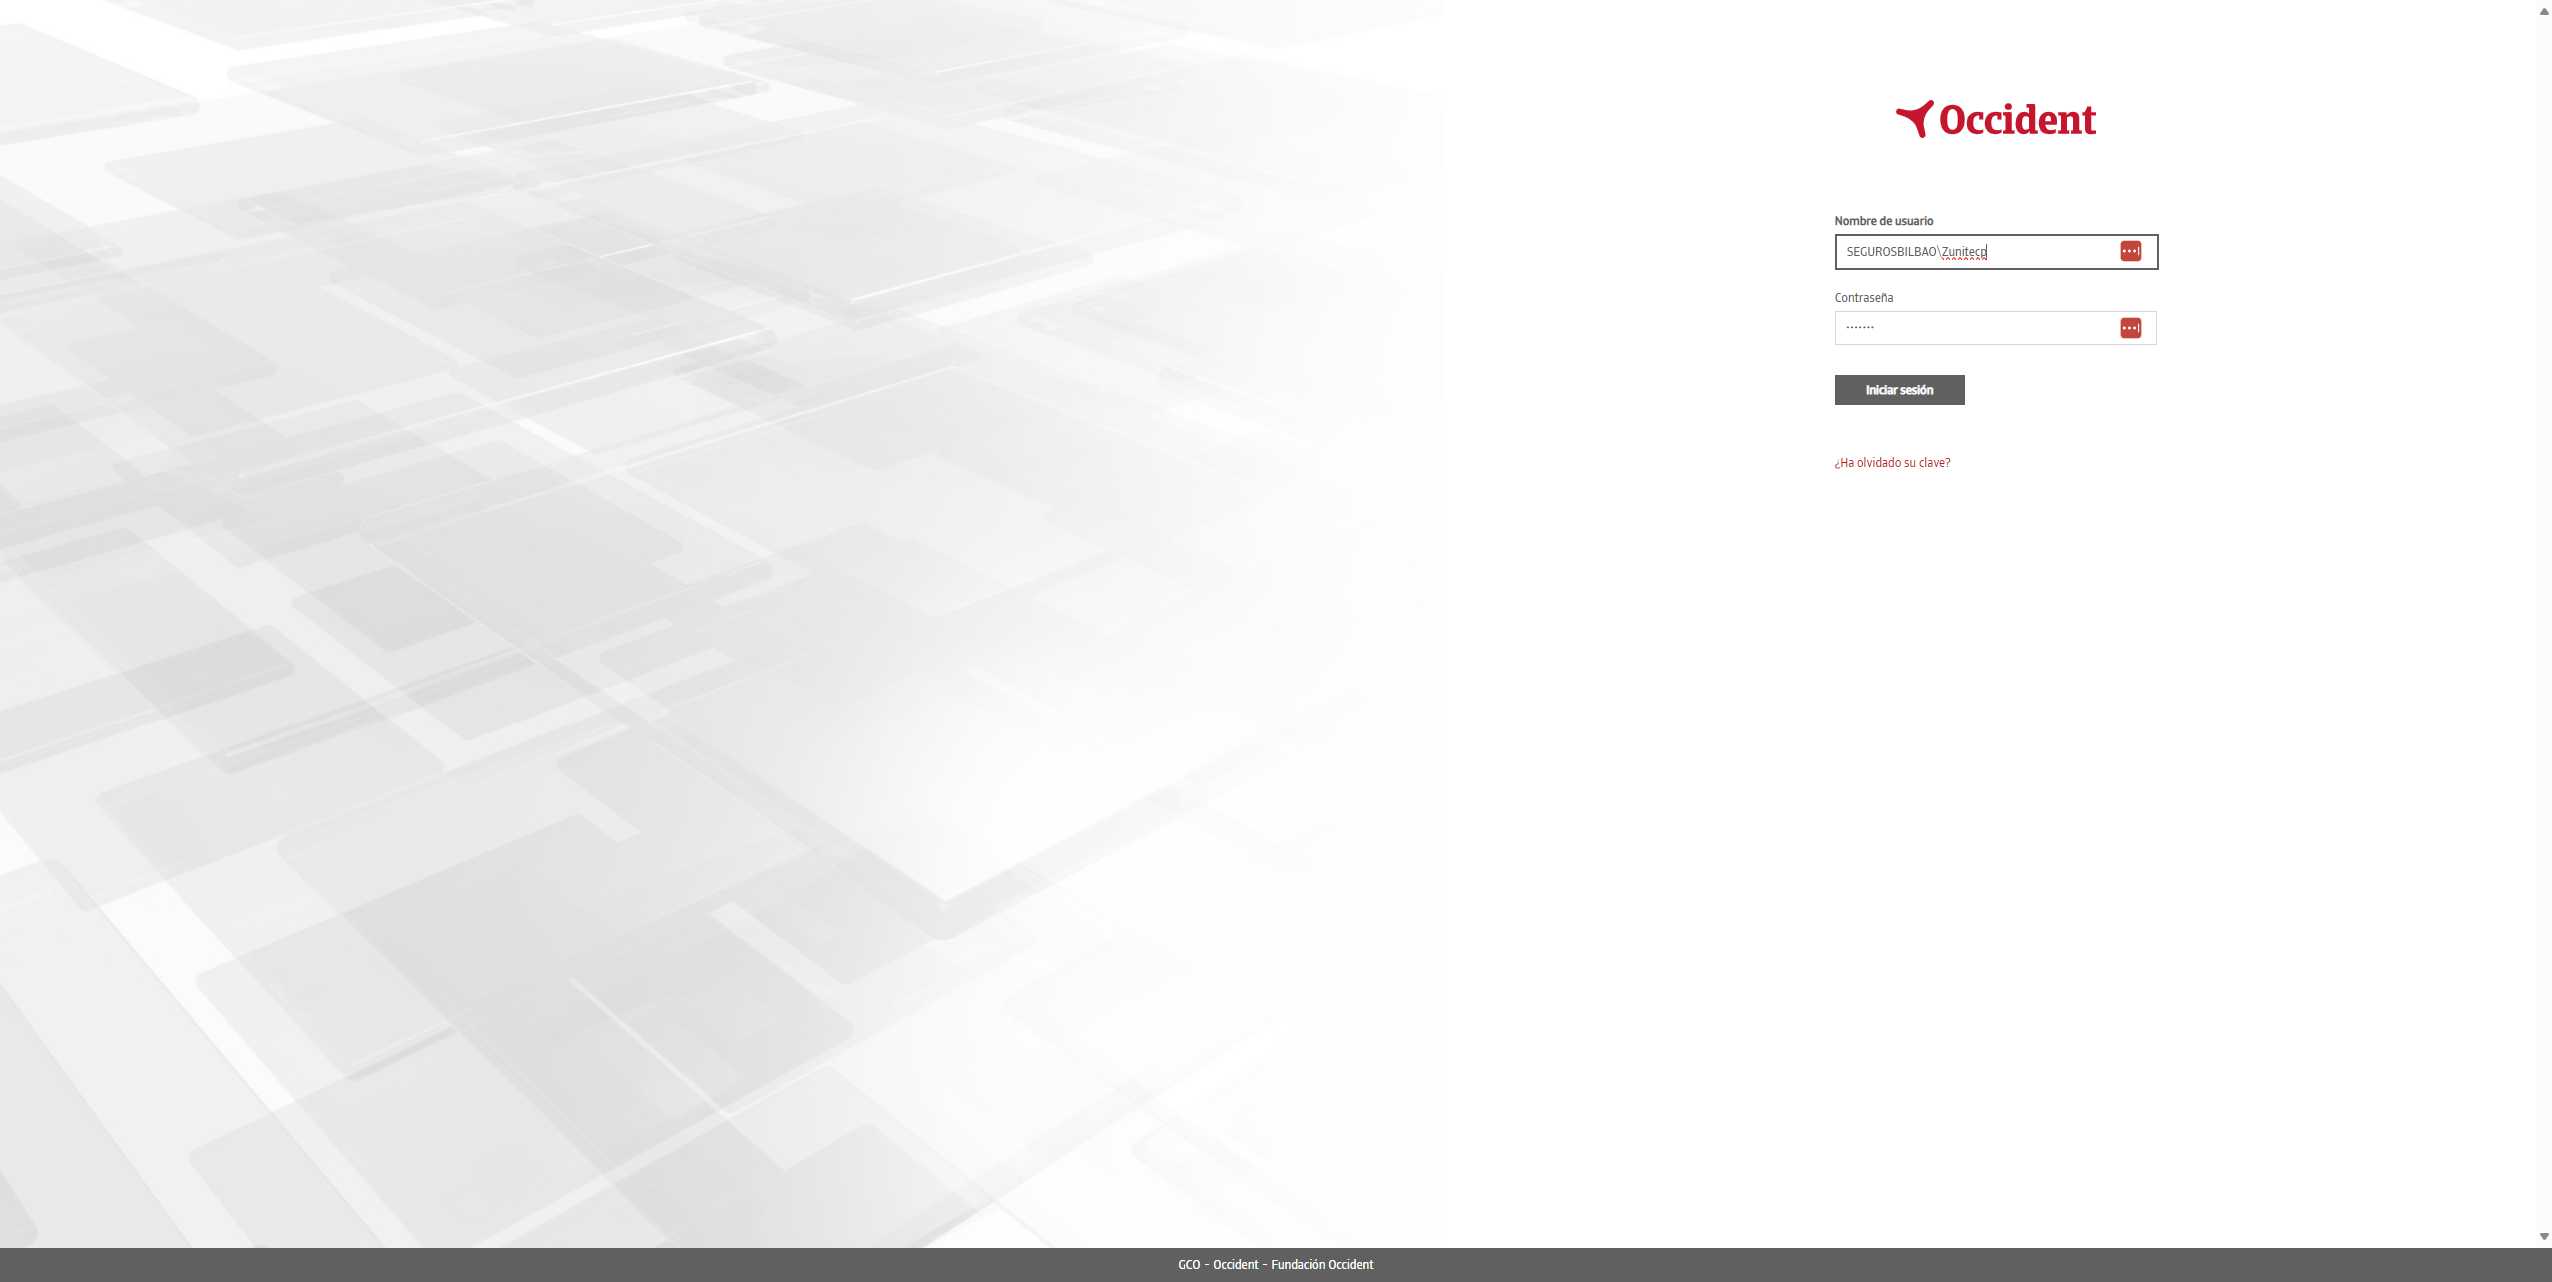 Occident
Nombre de usuario
SEGUROSBILBAO\Zunitecp
Contraseña
·······
Iniciar sesión
¿Ha olvidado su clave?
GCO - Occident - Fundación Occident